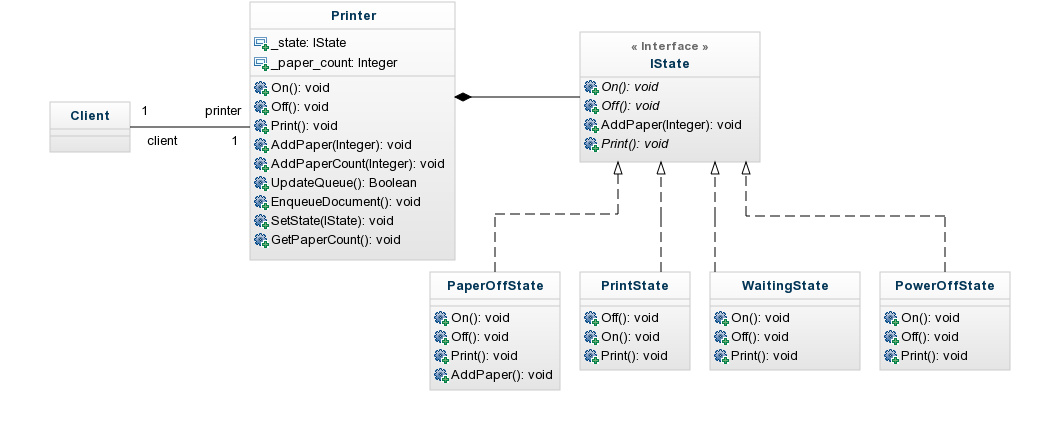 Printer
_state: IState
_paper_count: Integer
On(): void
Off(): void
Print(): void
AddPaper(Integer): void
AddPaperCount(Integer): void
UpdateQueue(): Boolean
EnqueueDocument(): void
SetState(IState): void
GetPaperCount(): void
Client
1 printer
client 1
« Interface »
IState
On(): void
Off(): void
AddPaper(Integer): void
Print(): void
PaperOffState
On(): void
Off(): void
Print(): void
AddPaper(): void
PrintState
Off(): void
On(): void
Print(): void
WaitingState
On(): void
Off(): void
Print(): void
PowerOffState
On(): void
Off(): void
Print(): void